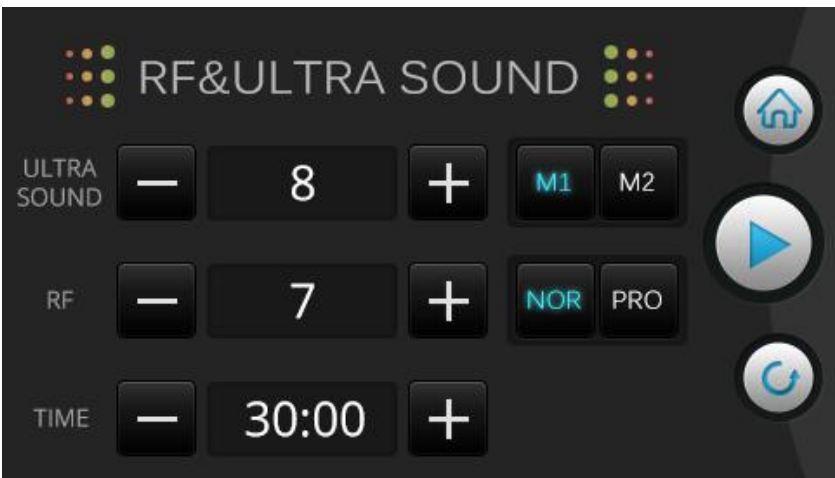 RF&ULTRA SOUND
ULTRA
SOUND
8
M1
M2
RF
7
NOR
PRO
TIME
30:00